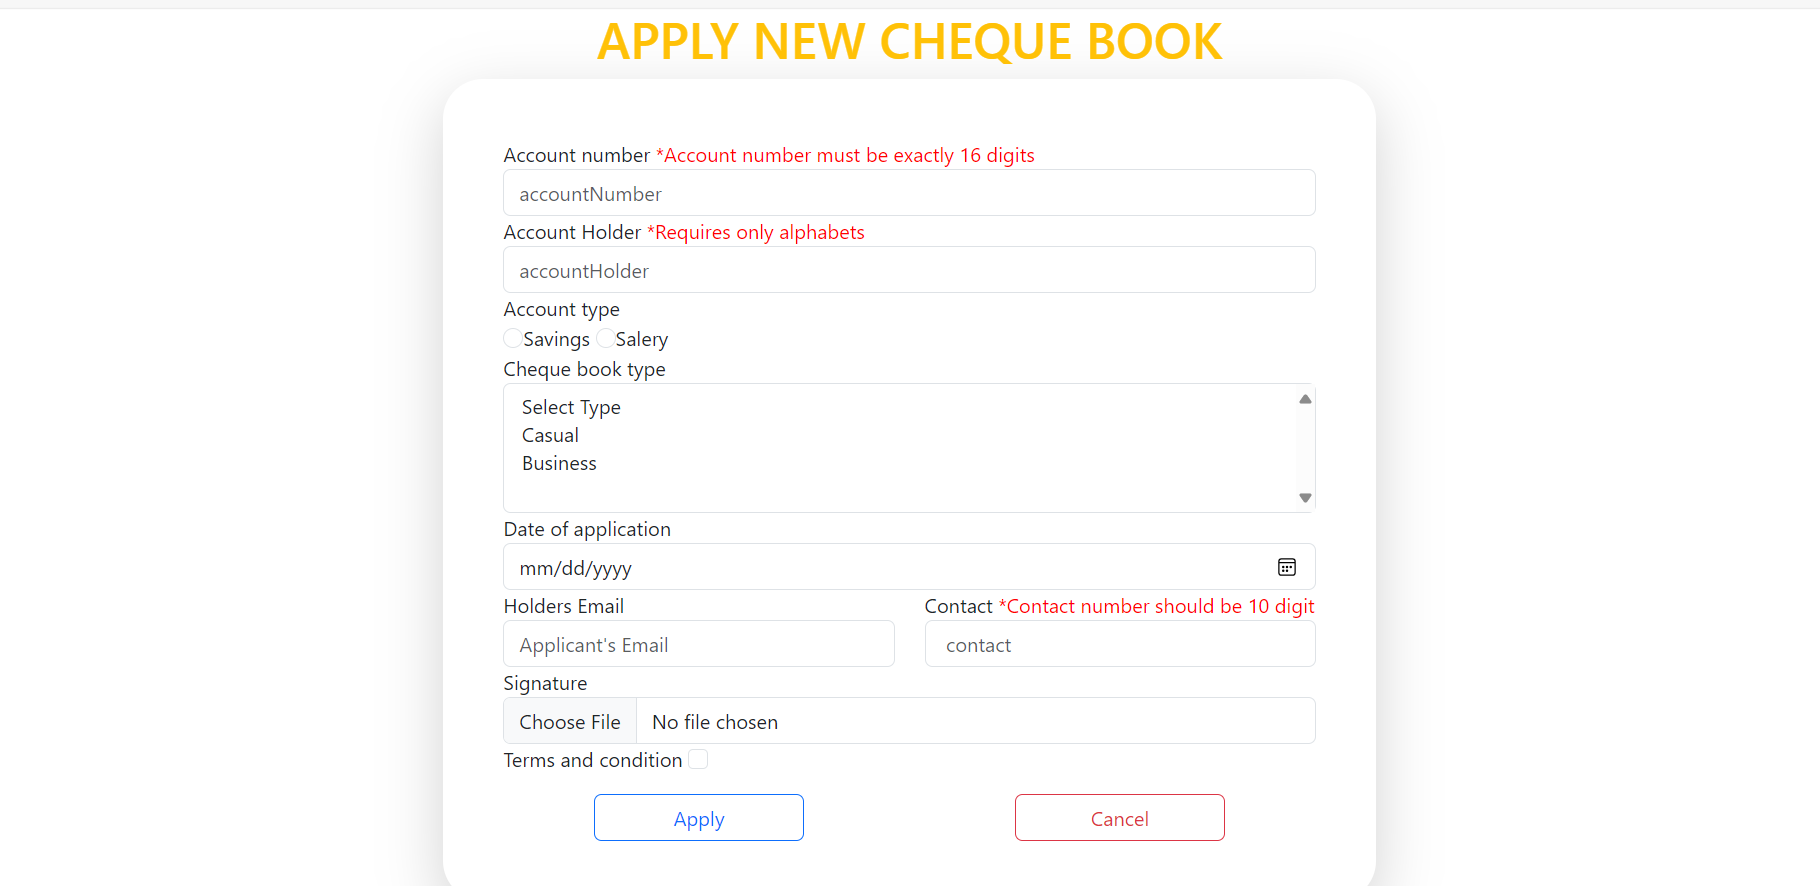 APPLY NEW CHEQUE BOOK
Account number *Account number must be exactly 16 digits
accountNumber
Account Holder *Requires only alphabets
accountHolder
Account type
Savings Salery
Cheque book type
Select Type
Casual
Business
Date of application
mm/dd/yyyy
Holders Email
Applicant's Email
Contact *Contact number should be 10 digit
contact
Signature
Choose File No file chosen
Terms and condition
Apply Cancel